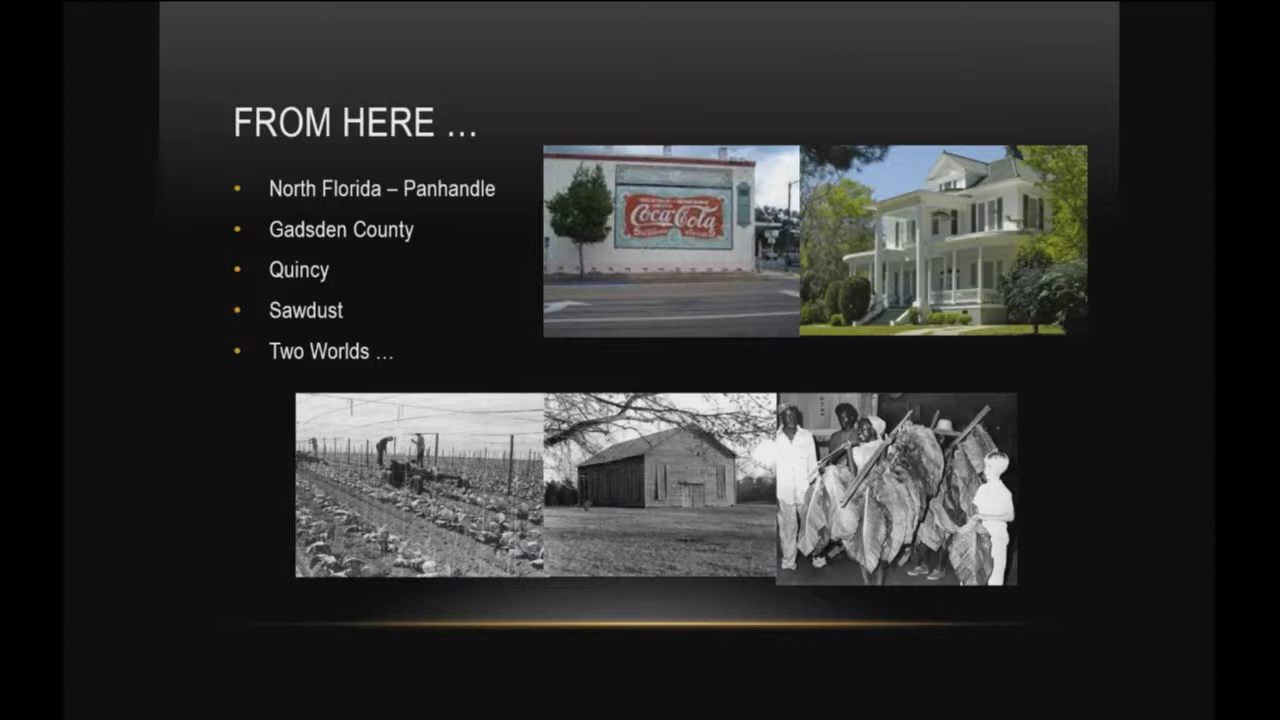 FROM HERE …
• North Florida – Panhandle
• Gadsden County
• Quincy
• Sawdust
• Two Worlds …
Coca-Cola